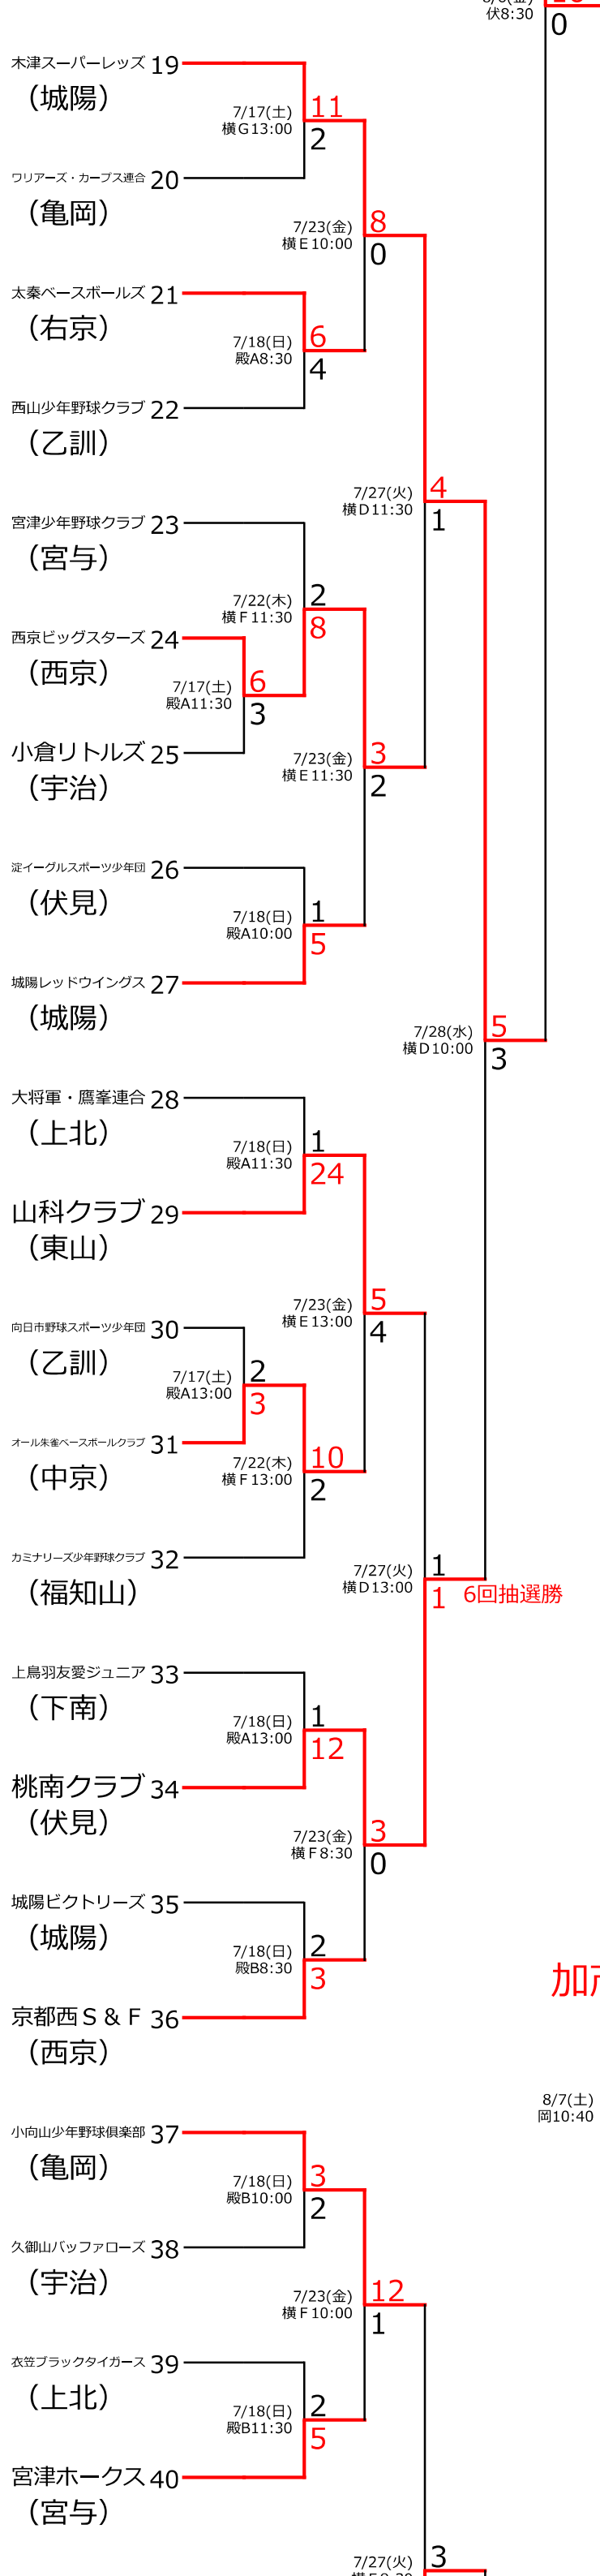 伏8:30
0
木津スーパーレッズ 19
（城陽）
7/17(土)
横G13:00
11
2
ワリアーズ・カーブス連合 20
（亀岡）
7/23(金)
横E10:00
8
0
太秦ベースボールズ 21
（右京）
7/18(日)
殿A8:30
6
4
西山少年野球クラブ 22
（乙訓）
7/27(火)
横D11:30
4
1
宮津少年野球クラブ 23
（宮与）
7/22(木)
横F11:30
2
8
西京ビッグスターズ 24
（西京）
7/17(土)
殿A11:30
6
3
小倉リトルズ 25
（宇治）
7/23(金)
横E11:30
3
2
淀イーグルスポーツ少年団 26
（伏見）
7/18(日)
殿A10:00
1
5
城陽レッドウイングス 27
（城陽）
7/28(水)
横D10:00
5
3
大将軍・鷹峯連合 28
（上北）
7/18(日)
殿A11:30
1
24
山科クラブ 29
（東山）
7/23(金)
横E13:00
5
4
向日市野球スポーツ少年団 30
（乙訓）
7/17(土)
殿A13:00
2
3
オール朱雀ベースボールクラブ 31
（中京）
7/22(木)
横F13:00
10
2
カミナリーズ少年野球クラブ 32
（福知山）
7/27(火)
横D13:00
1
1 6回抽選勝
上鳥羽友愛ジュニア 33
（下南）
7/18(日)
殿A13:00
1
12
桃南クラブ 34
（伏見）
7/23(金)
横F8:30
3
0
城陽ビクトリーズ 35
（城陽）
7/18(日)
殿B8:30
2
3
京都西S＆F 36
（西京）
8/7(土)
岡10:40
小向山少年野球倶楽部 37
（亀岡）
7/18(日)
殿B10:00
3
2
久御山バッファローズ 38
（宇治）
7/23(金)
横F10:00
12
1
衣笠ブラックタイガース 39
（上北）
7/18(日)
殿B11:30
2
5
宮津ホークス 40
（宮与）
7/27(火)
3